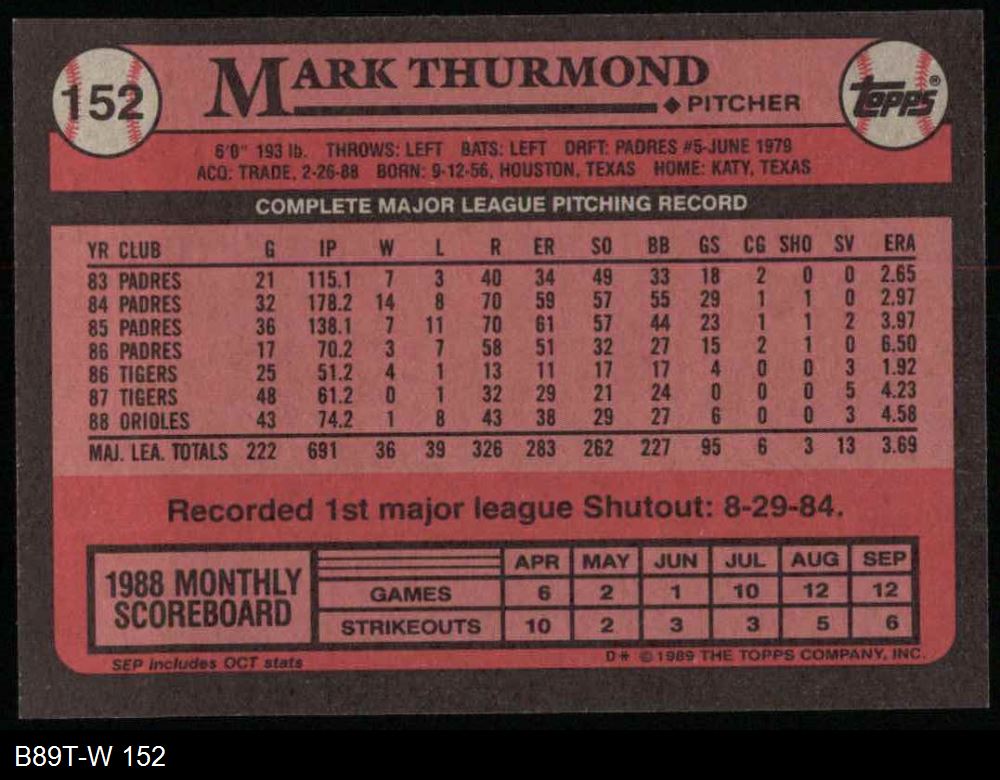 152
MARK THURMOND
◆ PITCHER
TOPPS®
6'0" 193 lb. THROWS: LEFT BATS: LEFT DRFT: PADRES #5-JUNE 1979
ACQ: TRADE, 2-26-88 BORN: 9-12-56, HOUSTON, TEXAS HOME: KATY, TEXAS
COMPLETE MAJOR LEAGUE PITCHING RECORD
YR CLUB G IP W L R ER SO BB GS CG SHO SV ERA
83 PADRES 21 115.1 7 3 40 34 49 33 18 2 0 0 2.65
84 PADRES 32 178.2 14 8 70 59 57 55 29 1 1 0 2.97
85 PADRES 36 138.1 7 11 70 61 57 44 23 1 1 2 3.97
86 PADRES 17 70.2 3 7 58 51 32 27 15 2 1 0 6.50
86 TIGERS 25 51.2 4 1 13 11 17 17 4 0 0 3 1.92
87 TIGERS 48 61.2 0 1 32 29 21 24 0 0 0 5 4.23
88 ORIOLES 43 74.2 1 8 43 38 29 27 6 0 0 3 4.58
MAJ. LEA. TOTALS 222 691 36 39 326 283 262 227 95 6 3 13 3.69
Recorded 1st major league Shutout: 8-29-84.
1988 MONTHLY
SCOREBOARD
APR MAY JUN JUL AUG SEP
GAMES 6 2 1 10 12 12
STRIKEOUTS 10 2 3 3 5 6
SEP includes OCT stats
D* © 1989 THE TOPPS COMPANY, INC.
B89T-W 152